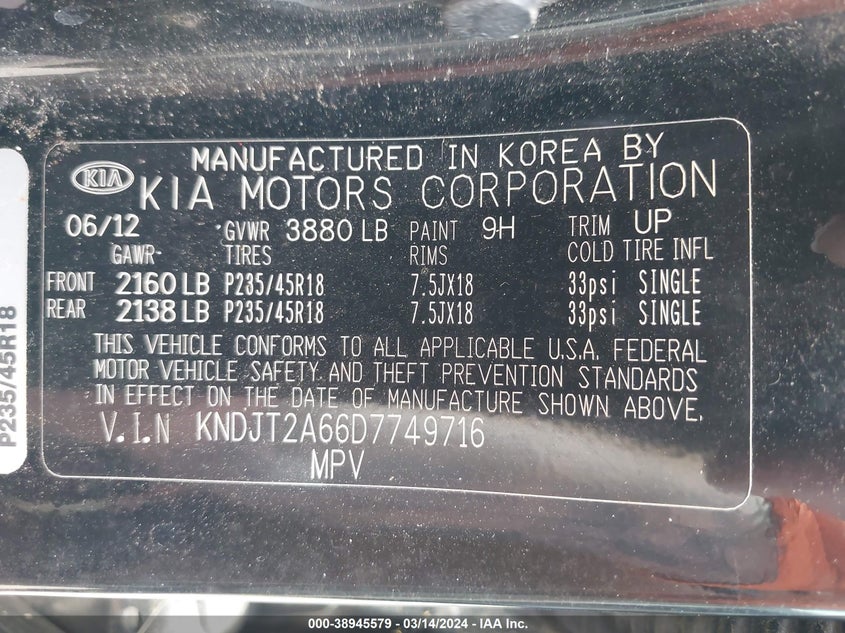 MANUFACTURED IN KOREA BY
KIA KIA MOTORS CORPORATION
06/12 GVWR 3880 LB PAINT 9H TRIM UP
GAWR TIRES RIMS COLD TIRE INFL
FRONT 2160 LB P235/45R18 7.5JX18 33psi SINGLE
REAR 2138 LB P235/45R18 7.5JX18 33psi SINGLE
THIS VEHICLE CONFORMS TO ALL APPLICABLE U.S.A. FEDERAL
MOTOR VEHICLE SAFETY AND THEFT PREVENTION STANDARDS
IN EFFECT ON THE DATE OF MANUFACTURE SHOWN ABOVE.
V.I.N KNDJT2A66D7749716
MPV
P235/45R18
000-38945579 - 03/14/2024 - IAA Inc.